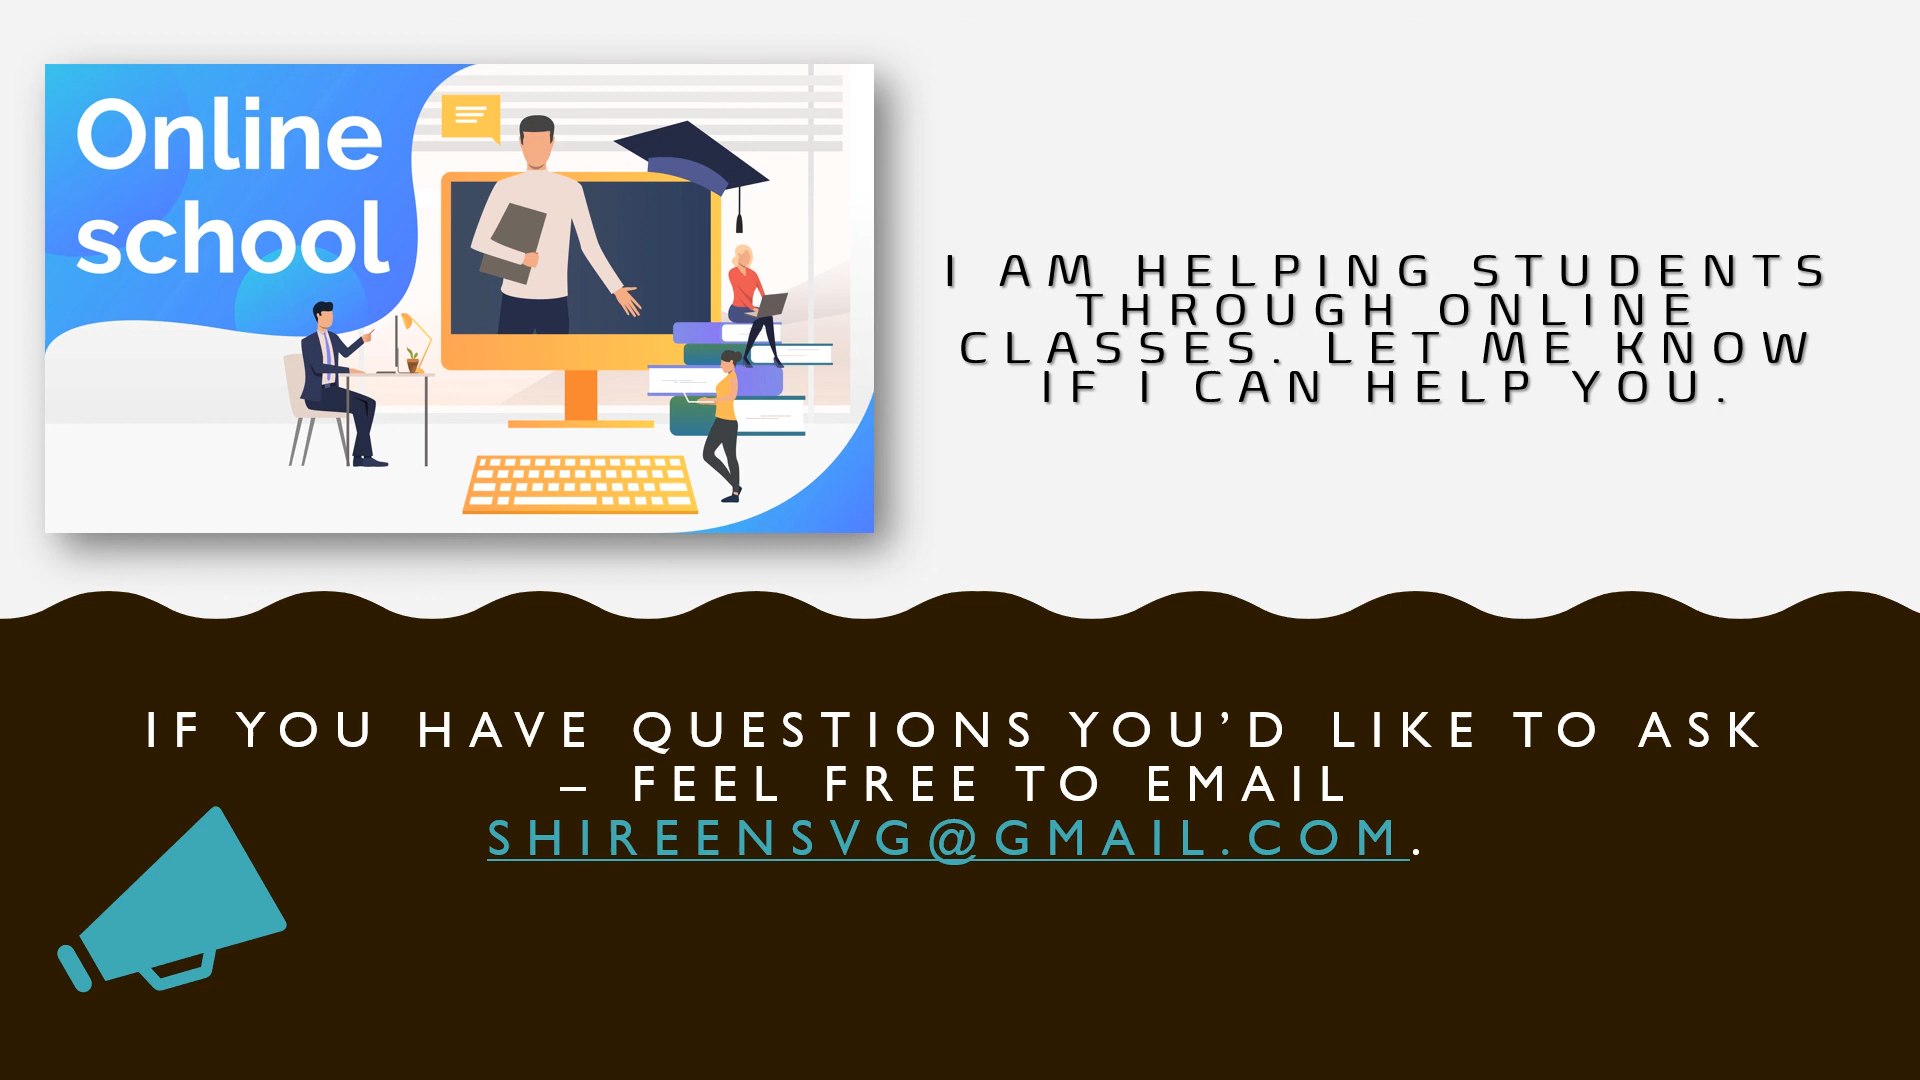 Online
school
I AM HELPING STUDENTS
THROUGH ONLINE
CLASSES. LET ME KNOW
IF I CAN HELP YOU.
IF YOU HAVE QUESTIONS YOU’D LIKE TO ASK
– FEEL FREE TO EMAIL
SHIREENSVG@GMAIL.COM.